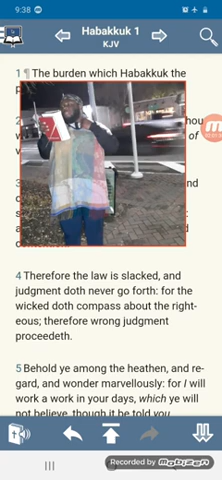 9:38
Habakkuk 1
KJV
1 ¶ The burden which Habakkuk the
2
hou
of
3
nd
4 Therefore the law is slacked, and
judgment doth never go forth: for the
wicked doth compass about the right-
eous; therefore wrong judgment
proceedeth.
5 Behold ye among the heathen, and re-
gard, and wonder marvellously: for I will
work a work in your days, which ye will
not believe, though it be told you.
Recorded by mobizen